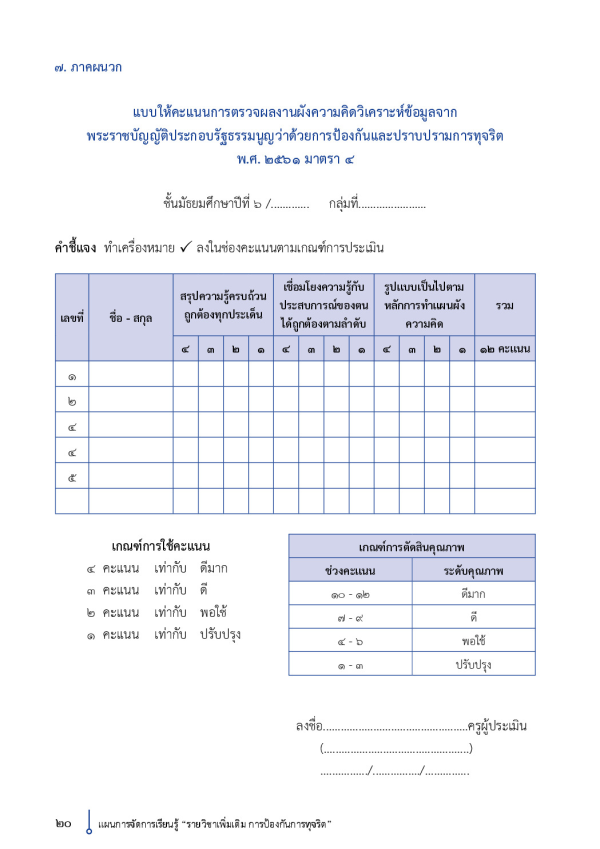 ๗. ภาคผนวก
แบบให้คะแนนการตรวจผลงานผังความคิดวิเคราะห์ข้อมูลจาก
พระราชบัญญัติประกอบรัฐธรรมนูญว่าด้วยการป้องกันและปราบปรามการทุจริต
พ.ศ. ๒๕๖๑ มาตรา ๔
ชั้นมัธยมศึกษาปีที่ ๖ /............. กลุ่มที่.......................
คำชี้แจง ทำเครื่องหมาย ✓ ลงในช่องคะแนนตามเกณฑ์การประเมิน
เลขที่ ชื่อ - สกุล สรุปความรู้ครบถ้วน ถูกต้องทุกประเด็น เชื่อมโยงความรู้กับ ประสบการณ์ของตน ได้ถูกต้องตามลำดับ รูปแบบเป็นไปตาม หลักการทำแผนผัง ความคิด รวม
๔ ๓ ๒ ๑ ๔ ๓ ๒ ๑ ๔ ๓ ๒ ๑ ๑๒ คะแนน
๑
๒
๔
๔
๕
เกณฑ์การใช้คะแนน
๔ คะแนน เท่ากับ ดีมาก
๓ คะแนน เท่ากับ ดี
๒ คะแนน เท่ากับ พอใช้
๑ คะแนน เท่ากับ ปรับปรุง
เกณฑ์การตัดสินคุณภาพ
ช่วงคะแนน ระดับคุณภาพ
๑๐ - ๑๒ ดีมาก
๗ - ๙ ดี
๔ - ๖ พอใช้
๑ - ๓ ปรับปรุง
ลงชื่อ.................................................ครูผู้ประเมิน
(.................................................)
................/................/...............
๒๐ แผนการจัดการเรียนรู้ “รายวิชาเพิ่มเติม การป้องกันการทุจริต”